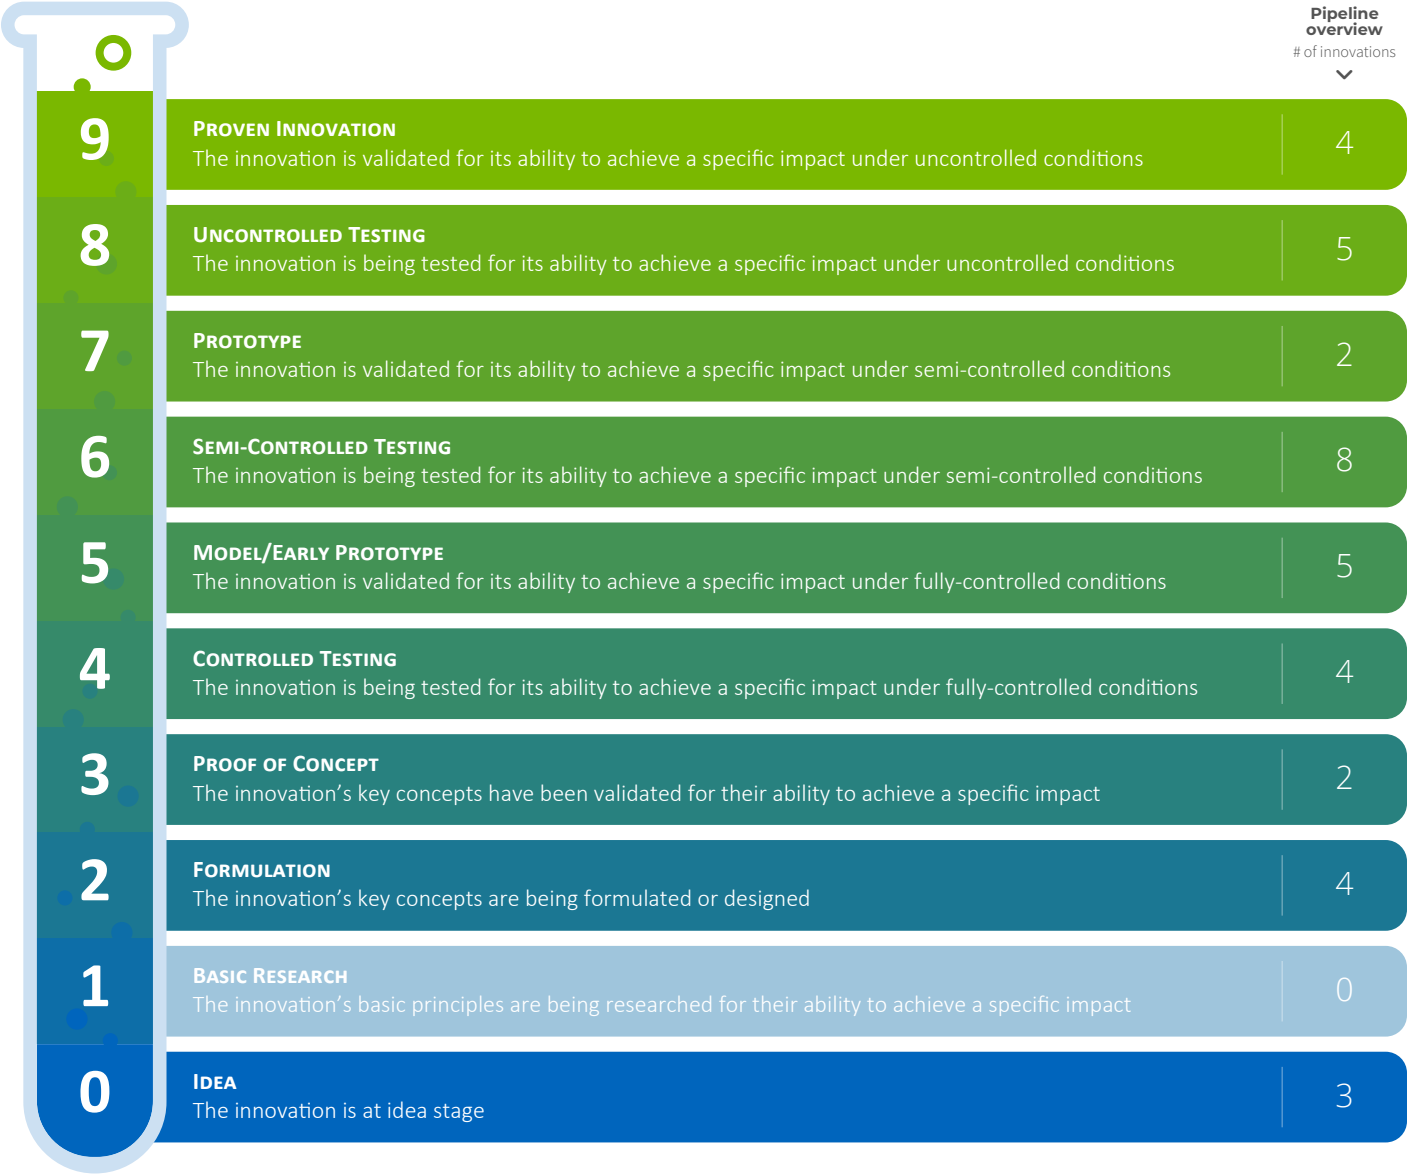 Pipeline
overview
# of innovations
9
PROVEN INNOVATION
The innovation is validated for its ability to achieve a specific impact under uncontrolled conditions
4
8
UNCONTROLLED TESTING
The innovation is being tested for its ability to achieve a specific impact under uncontrolled conditions
5
7
PROTOTYPE
The innovation is validated for its ability to achieve a specific impact under semi-controlled conditions
2
6
SEMI-CONTROLLED TESTING
The innovation is being tested for its ability to achieve a specific impact under semi-controlled conditions
8
5
MODEL/EARLY PROTOTYPE
The innovation is validated for its ability to achieve a specific impact under fully-controlled conditions
5
4
CONTROLLED TESTING
The innovation is being tested for its ability to achieve a specific impact under fully-controlled conditions
4
3
PROOF OF CONCEPT
The innovation’s key concepts have been validated for their ability to achieve a specific impact
2
2
FORMULATION
The innovation’s key concepts are being formulated or designed
4
1
BASIC RESEARCH
The innovation’s basic principles are being researched for their ability to achieve a specific impact
0
0
IDEA
The innovation is at idea stage
3